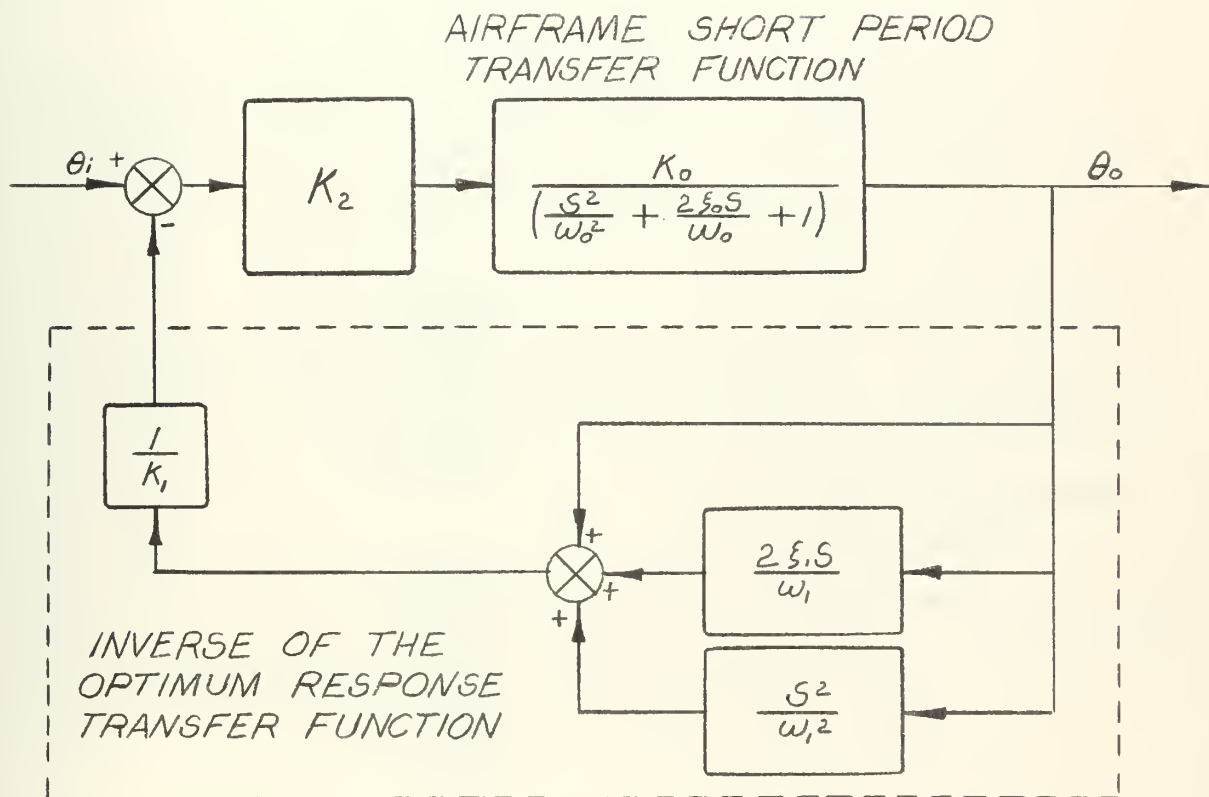 AIRFRAME SHORT PERIOD
TRANSFER FUNCTION
θi + -
K2
K0
(S²/ω0² + 2ξ0S/ω0 + 1)
θ0
1/K1
+ + +
2ξ1S/ω1
S²/ω1²
INVERSE OF THE
OPTIMUM RESPONSE
TRANSFER FUNCTION